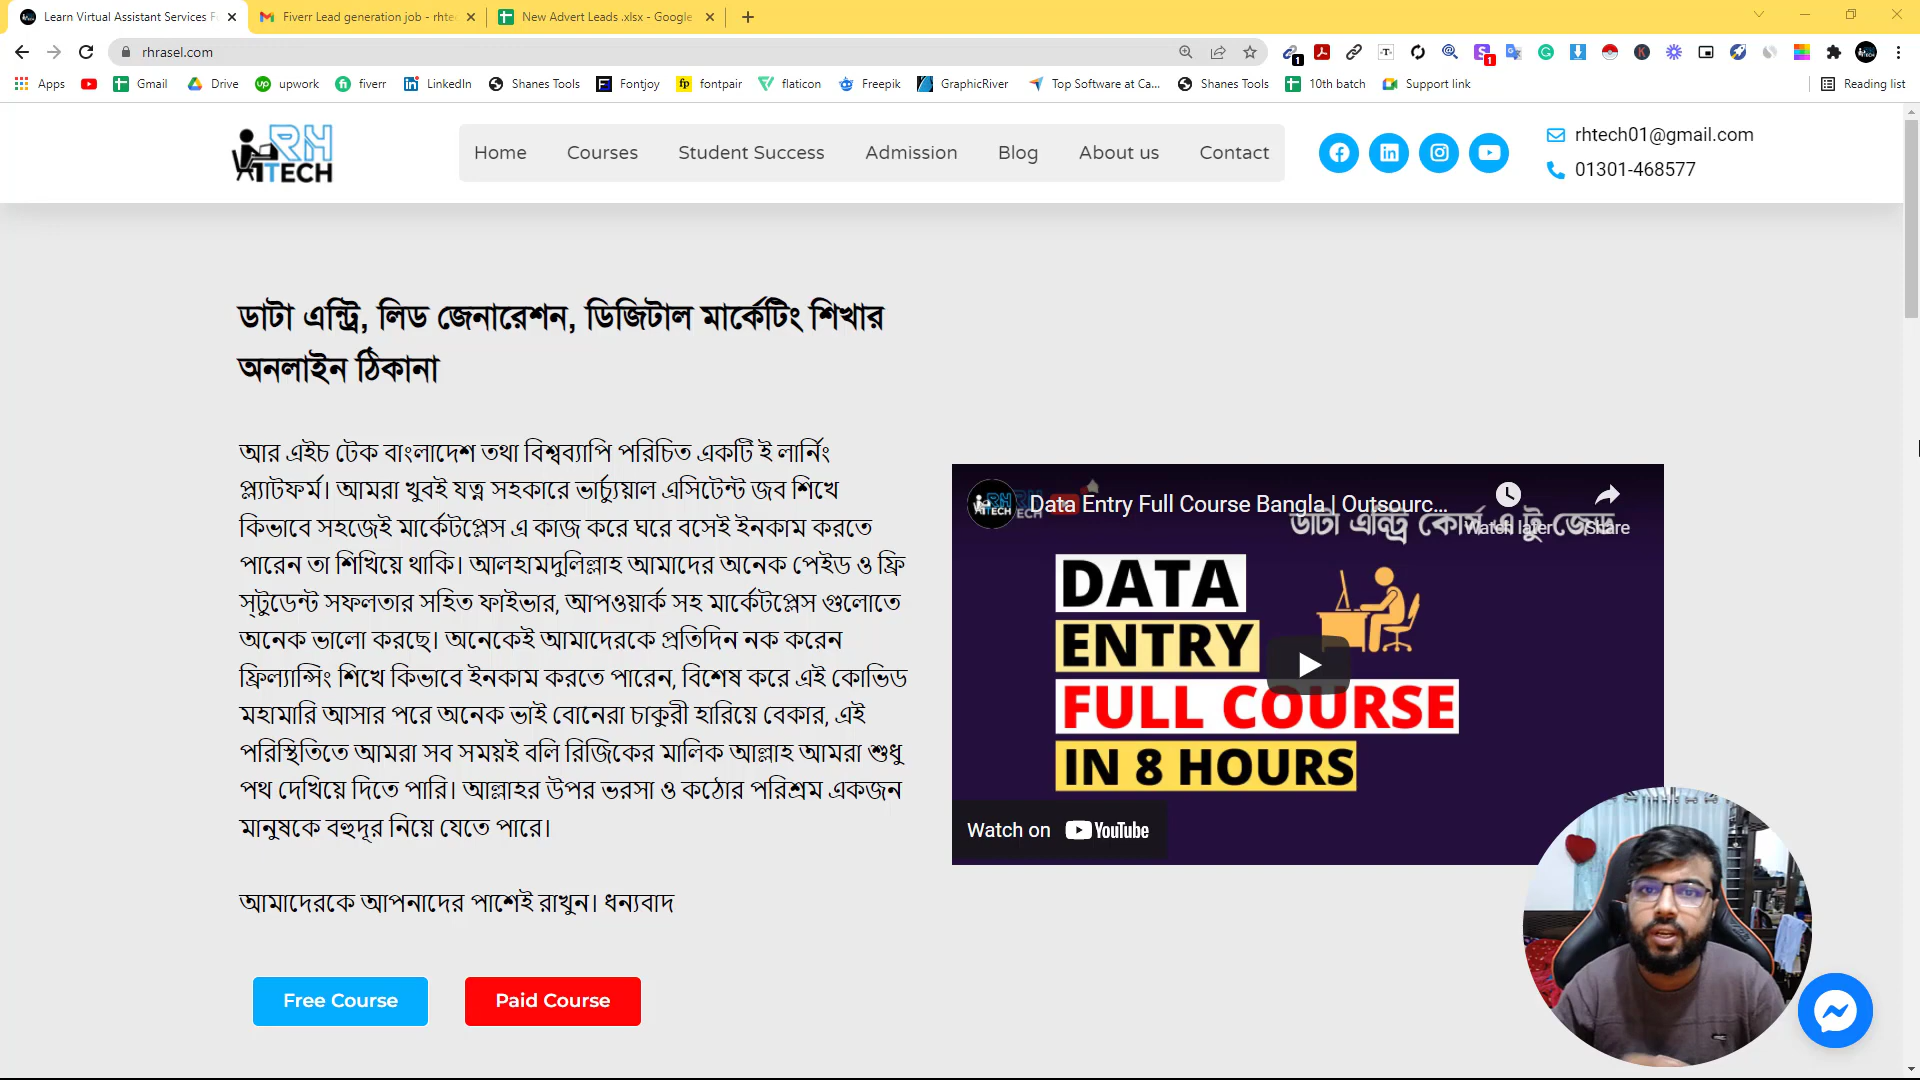 Learn Virtual Assistant Services F
Fiverr Lead generation job - rhte
New Advert Leads .xlsx - Google
rhrasel.com
Apps
Gmail
Drive
upwork
fiverr
LinkedIn
Shanes Tools
Fontjoy
fontpair
flaticon
Freepik
GraphicRiver
Top Software at Ca...
Shanes Tools
10th batch
Support link
Reading list
RH TECH
Home
Courses
Student Success
Admission
Blog
About us
Contact
rhtech01@gmail.com
01301-468577
ডাটা এন্ট্রি, লিড জেনারেশন, ডিজিটাল মার্কেটিং শিখার
অনলাইন ঠিকানা
আর এইচ টেক বাংলাদেশ তথা বিশ্বব্যাপি পরিচিত একটি ই লার্নিং
প্ল্যাটফর্ম। আমরা খুবই যত্ন সহকারে ভার্চ্যুয়াল এসিটেন্ট জব শিখে
কিভাবে সহজেই মার্কেটপ্লেস এ কাজ করে ঘরে বসেই ইনকাম করতে
পারেন তা শিখিয়ে থাকি। আলহামদুলিল্লাহ আমাদের অনেক পেইড ও ফ্রি
স্টুডেন্ট সফলতার সহিত ফাইভার, আপওয়ার্ক সহ মার্কেটপ্লেস গুলোতে
অনেক ভালো করছে। অনেকেই আমাদেরকে প্রতিদিন নক করেন
ফ্রিল্যান্সিং শিখে কিভাবে ইনকাম করতে পারেন, বিশেষ করে এই কোভিড
মহামারি আসার পরে অনেক ভাই বোনেরা চাকুরী হারিয়ে বেকার, এই
পরিস্থিতিতে আমরা সব সময়ই বলি রিজিকের মালিক আল্লাহ আমরা শুধু
পথ দেখিয়ে দিতে পারি। আল্লাহর উপর ভরসা ও কঠোর পরিশ্রম একজন
মানুষকে বহুদূর নিয়ে যেতে পারে।
আমাদেরকে আপনাদের পাশেই রাখুন। ধন্যবাদ
Free Course
Paid Course
Data Entry Full Course Bangla | Outsourc...
Watch later
Share
ডাটা এন্ট্রি কোর্স এ টু জেড
DATA
ENTRY
FULL COURSE
IN 8 HOURS
Watch on YouTube